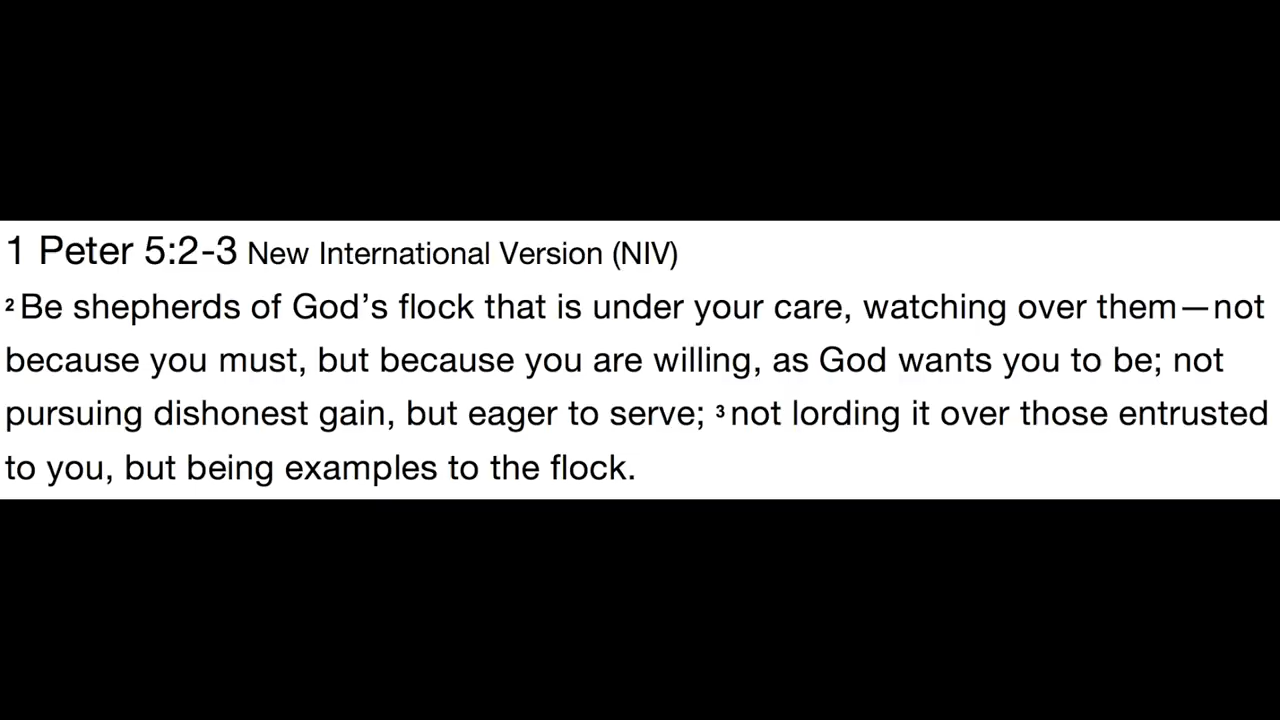 1 Peter 5:2-3 New International Version (NIV)
2 Be shepherds of God’s flock that is under your care, watching over them—not
because you must, but because you are willing, as God wants you to be; not
pursuing dishonest gain, but eager to serve; 3 not lording it over those entrusted
to you, but being examples to the flock.